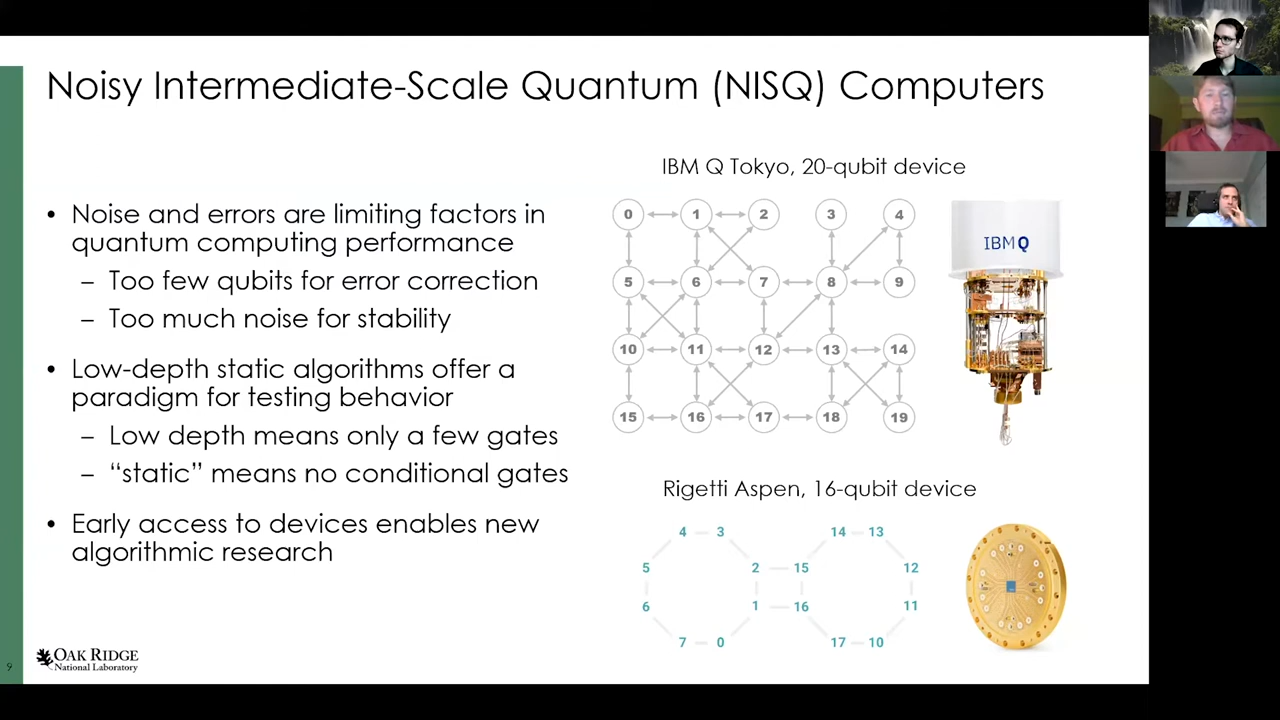 Noisy Intermediate-Scale Quantum (NISQ) Computers
• Noise and errors are limiting factors in
quantum computing performance
– Too few qubits for error correction
– Too much noise for stability
• Low-depth static algorithms offer a
paradigm for testing behavior
– Low depth means only a few gates
– “static” means no conditional gates
• Early access to devices enables new
algorithmic research
IBM Q Tokyo, 20-qubit device
0 1 2 3 4
5 6 7 8 9
10 11 12 13 14
15 16 17 18 19
IBM Q
Rigetti Aspen, 16-qubit device
4 3 14 13
5 2 15 12
6 1 16 11
7 0 17 10
9
OAK RIDGE
National Laboratory